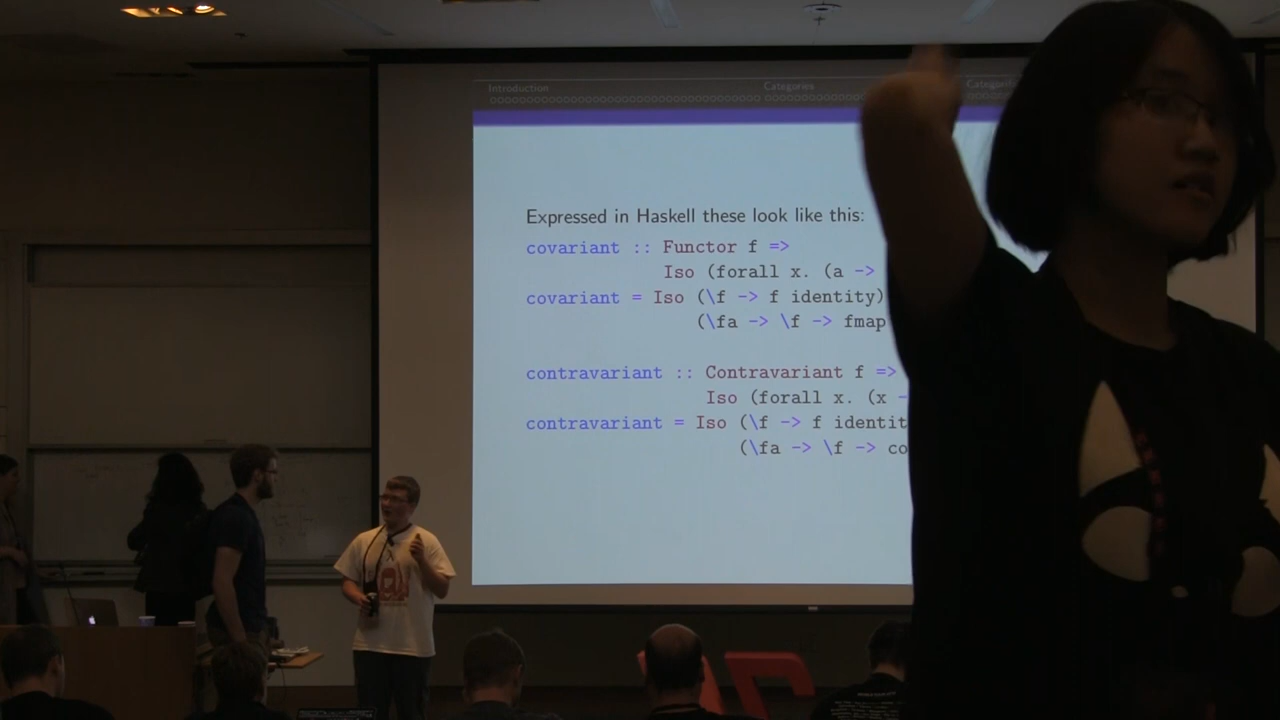 Introduction Categories
Expressed in Haskell these look like this:
covariant :: Functor f =>
Iso (forall x. (a ->
covariant = Iso (\f -> f identity)
(\fa -> \f -> fmap
contravariant :: Contravariant f =>
Iso (forall x. (x -
contravariant = Iso (\f -> f identit
(\fa -> \f -> co